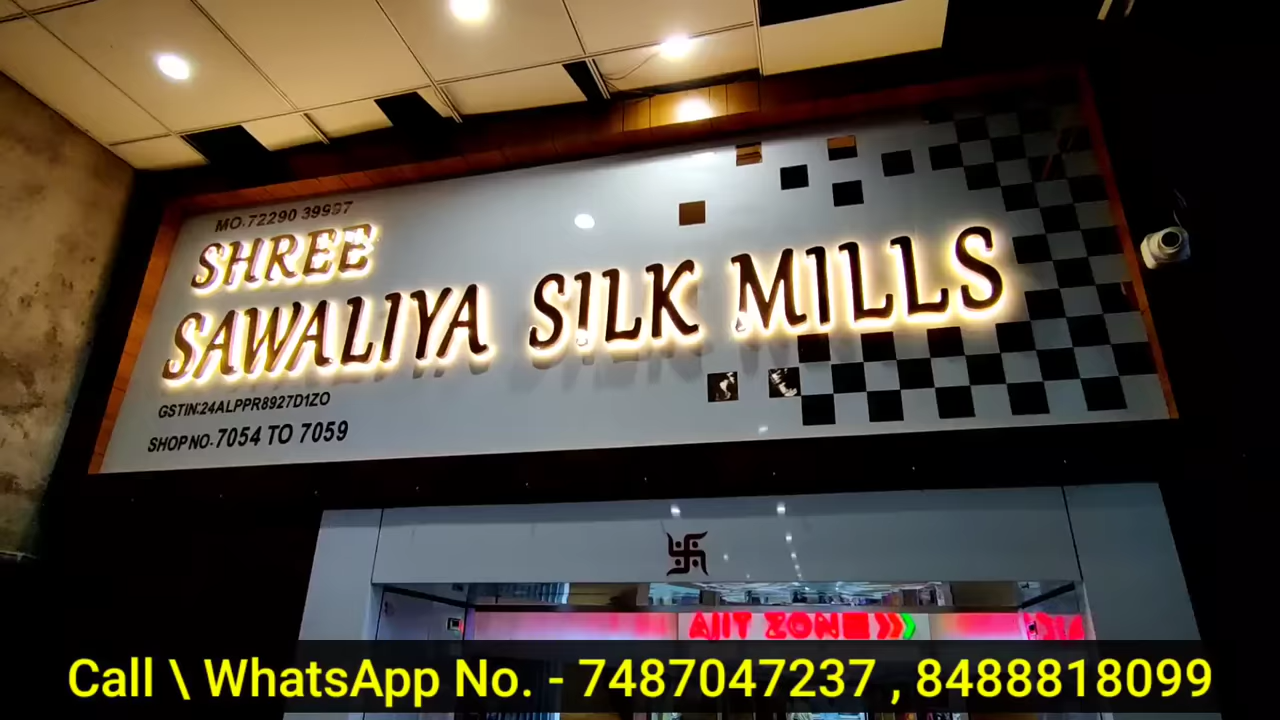 MO.72290 39997
SHREE
SAWALIYA SILK MILLS
GSTIN:24ALPPR8927D1ZO
SHOP NO. 7054 TO 7059
AJIT ZONE
Call \ WhatsApp No. - 7487047237 , 8488818099